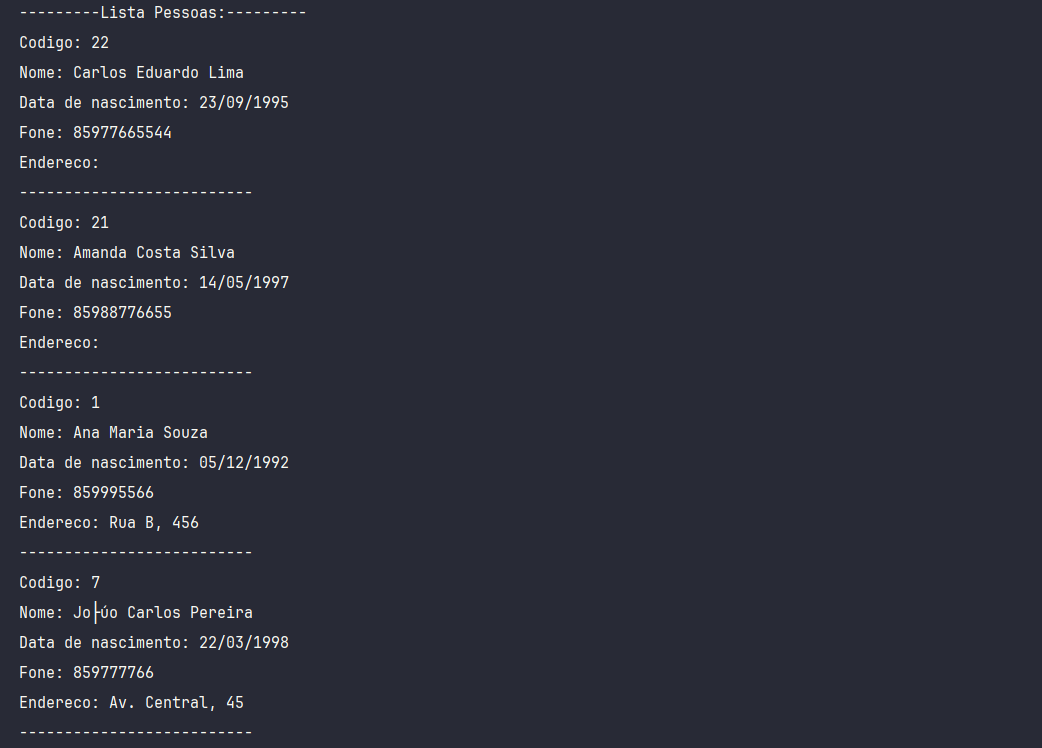 ---------Lista Pessoas:---------
Codigo: 22
Nome: Carlos Eduardo Lima
Data de nascimento: 23/09/1995
Fone: 85977665544
Endereco:
--------------------------
Codigo: 21
Nome: Amanda Costa Silva
Data de nascimento: 14/05/1997
Fone: 85988776655
Endereco:
--------------------------
Codigo: 1
Nome: Ana Maria Souza
Data de nascimento: 05/12/1992
Fone: 859995566
Endereco: Rua B, 456
--------------------------
Codigo: 7
Nome: Jo├úo Carlos Pereira
Data de nascimento: 22/03/1998
Fone: 859777766
Endereco: Av. Central, 45
--------------------------